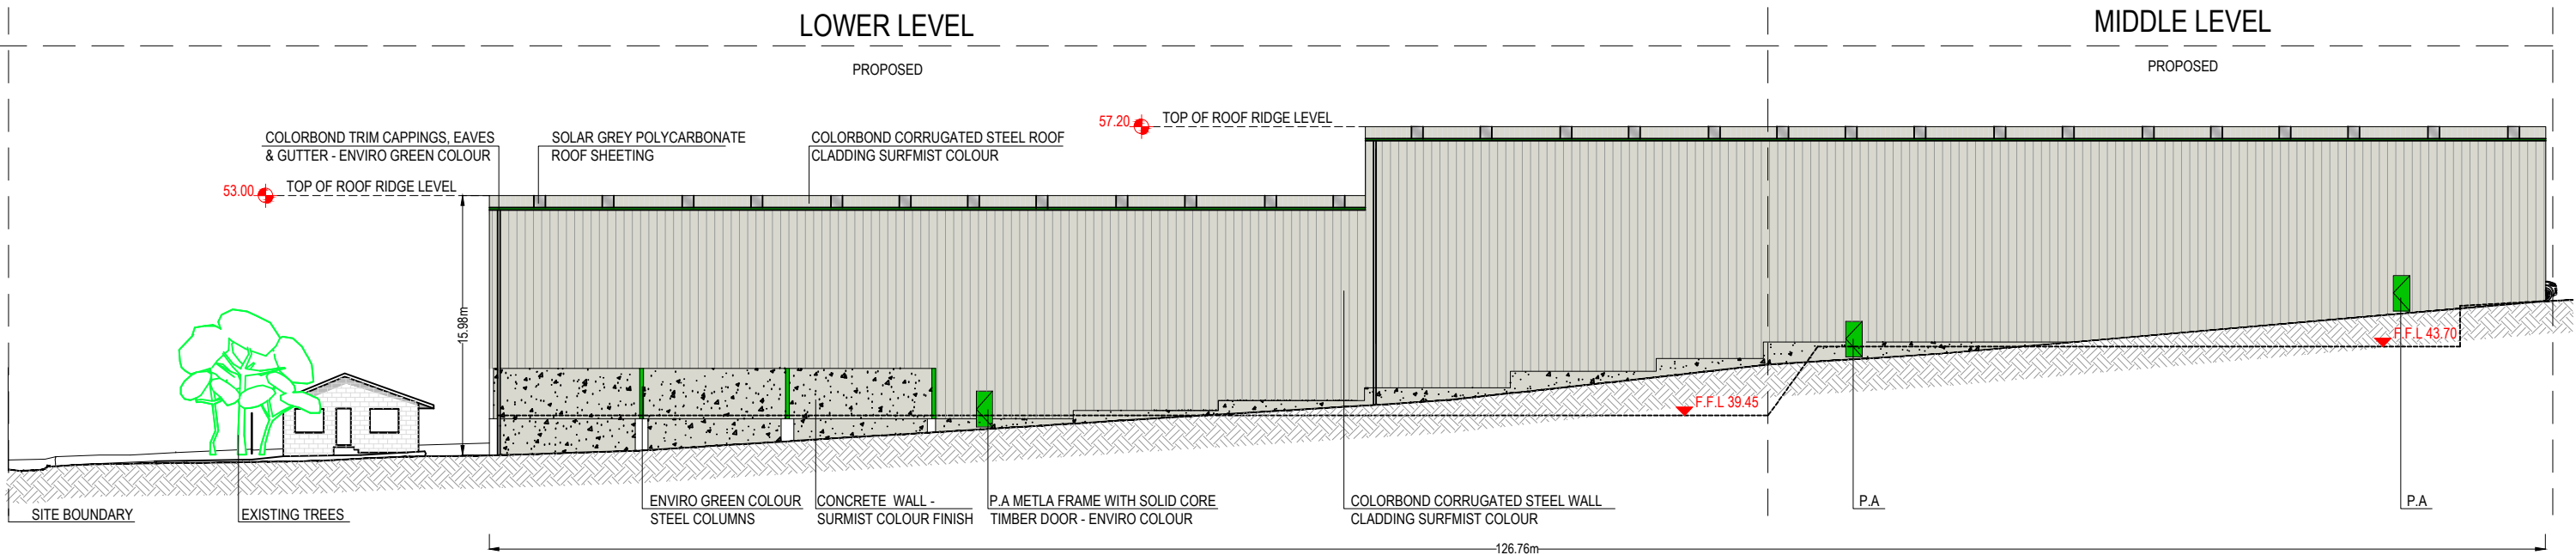 LOWER LEVEL
MIDDLE LEVEL
PROPOSED
PROPOSED
57.20
TOP OF ROOF RIDGE LEVEL
COLORBOND TRIM CAPPINGS, EAVES
& GUTTER - ENVIRO GREEN COLOUR
SOLAR GREY POLYCARBONATE
ROOF SHEETING
COLORBOND CORRUGATED STEEL ROOF
CLADDING SURFMIST COLOUR
53.00
TOP OF ROOF RIDGE LEVEL
15.98m
F.F.L 43.70
F.F.L 39.45
SITE BOUNDARY
EXISTING TREES
ENVIRO GREEN COLOUR
STEEL COLUMNS
CONCRETE WALL -
SURMIST COLOUR FINISH
P.A METLA FRAME WITH SOLID CORE
TIMBER DOOR - ENVIRO COLOUR
COLORBOND CORRUGATED STEEL WALL
CLADDING SURFMIST COLOUR
P.A
P.A
126.76m